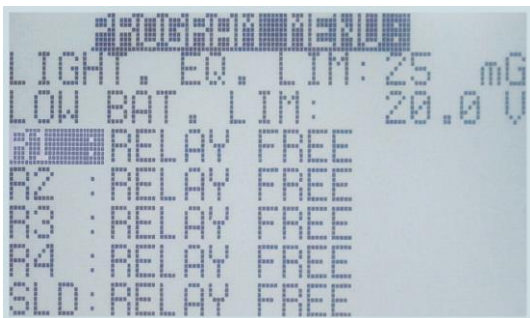 PROGRAM MENU:
LIGHT. EQ. LIM: 25 mG
LOW BAT. LIM: 20.0 V
R1 : RELAY FREE
R2 : RELAY FREE
R3 : RELAY FREE
R4 : RELAY FREE
SLD: RELAY FREE